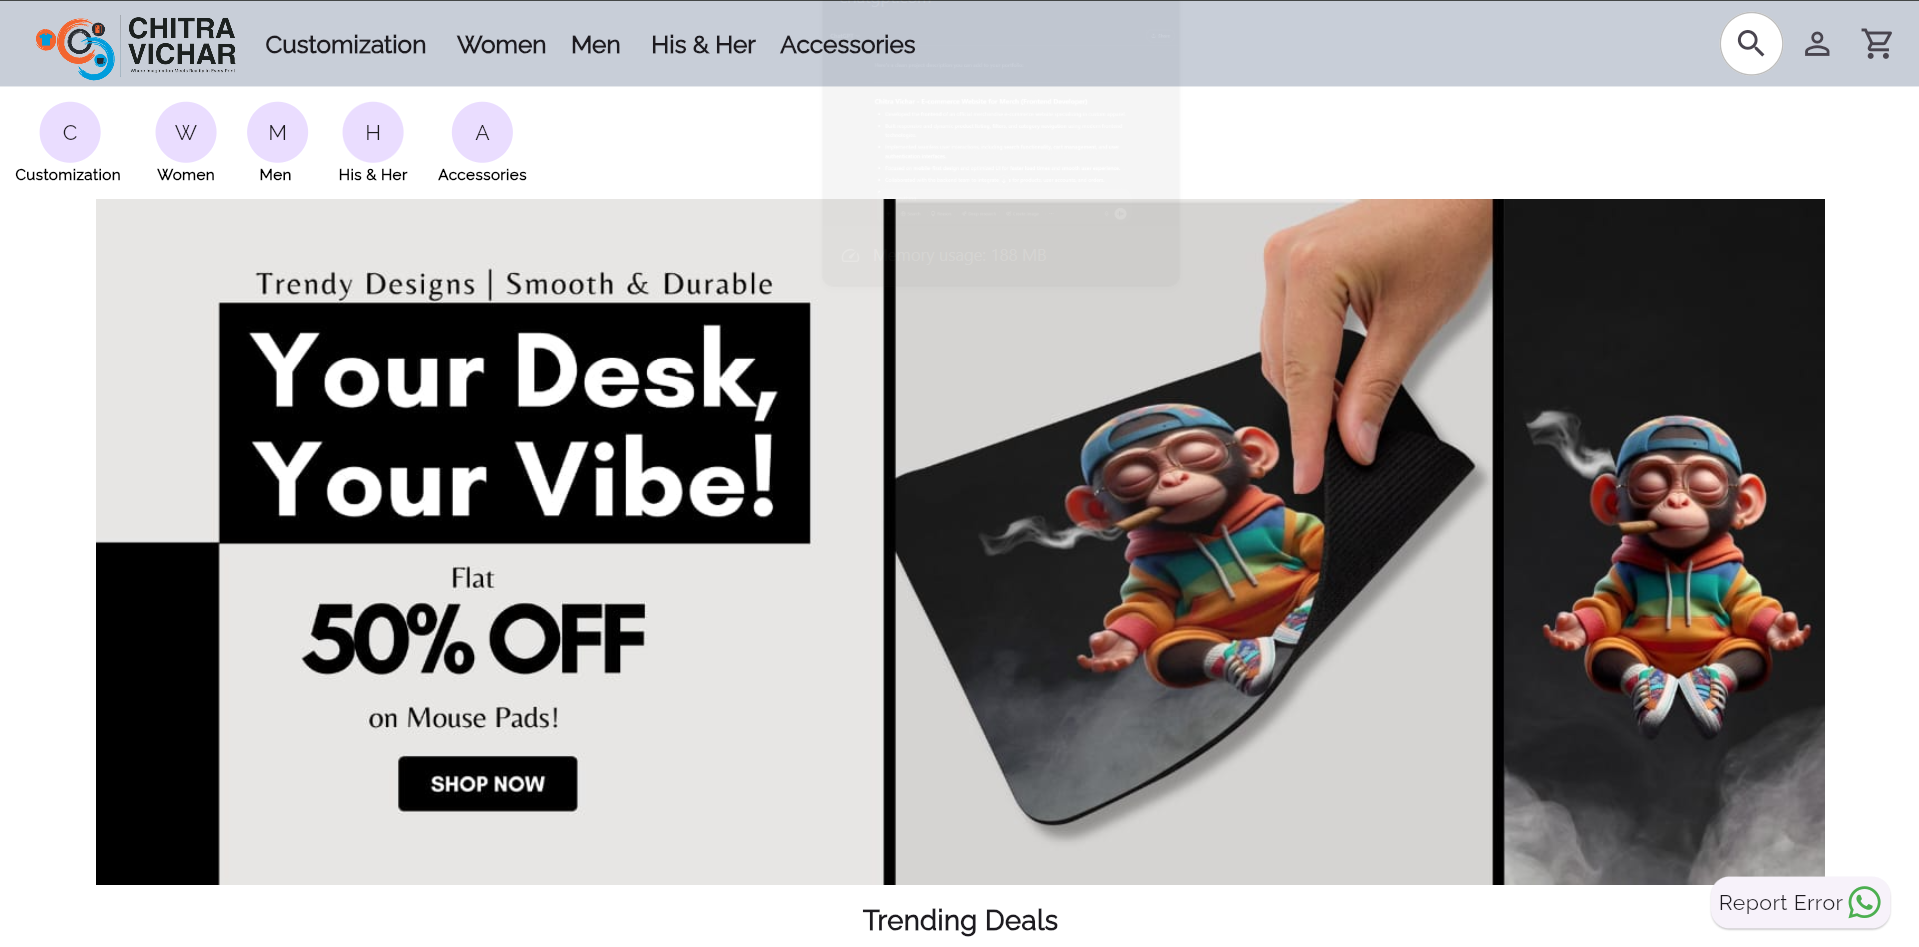 CHITRA
VICHAR
Customization Women Men His & Her Accessories
C W M H A
Customization Women Men His & Her Accessories
Memory usage: 188 MB
Trendy Designs | Smooth & Durable
Your Desk,
Your Vibe!
Flat
50% OFF
on Mouse Pads!
SHOP NOW
Report Error
Trending Deals